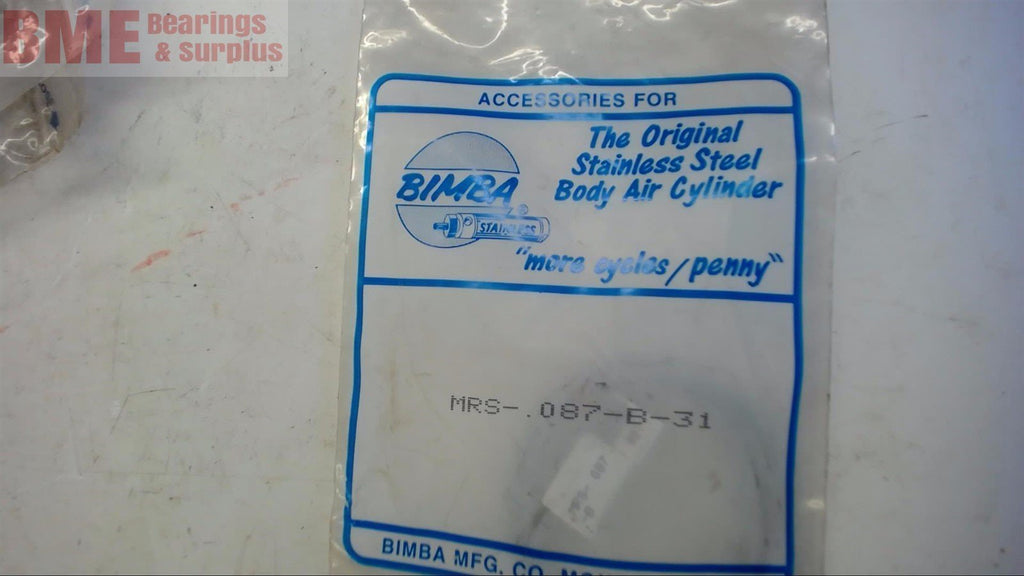 BME Bearings
& Surplus
ACCESSORIES FOR
The Original
Stainless Steel
Body Air Cylinder
BIMBA®
STAINLESS
"more cycles/penny"
MRS-.087-B-31
BIMBA MFG. CO.